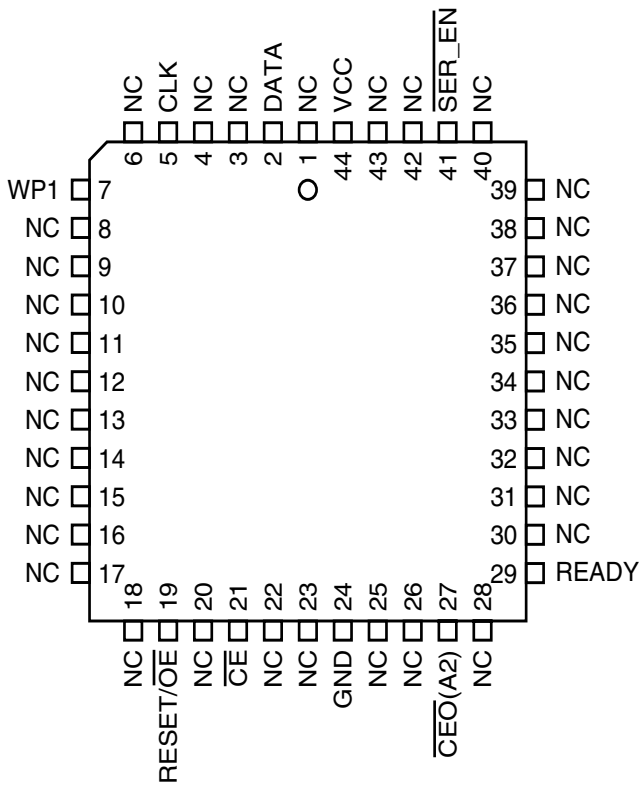 NC
CLK
NC
NC
DATA
NC
VCC
NC
NC
SER_EN
NC
6
5
4
3
2
1
44
43
42
41
40
WP1 7
NC 8
NC 9
NC 10
NC 11
NC 12
NC 13
NC 14
NC 15
NC 16
NC 17
39 NC
38 NC
37 NC
36 NC
35 NC
34 NC
33 NC
32 NC
31 NC
30 NC
29 READY
18
19
20
21
22
23
24
25
26
27
28
NC
RESET/OE
NC
CE
NC
NC
GND
NC
NC
CEO(A2)
NC